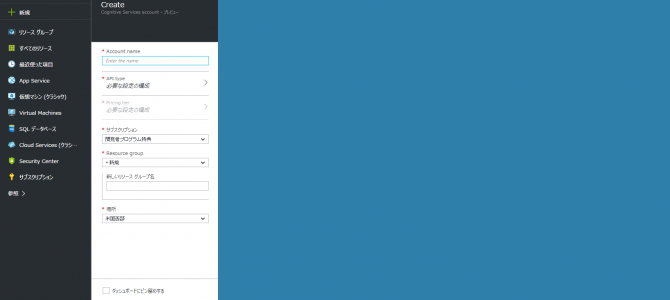 新規
リソース グループ
すべてのリソース
最近使った項目
App Service
仮想マシン (クラシック)
Virtual Machines
SQL データベース
Cloud Services (クラシ...
Security Center
サブスクリプション
参照 >
Create
Cognitive Services account - プレビュー
* Account name
Enter the name
* API type
必要な設定の構成
* Pricing tier
必要な設定の構成
* サブスクリプション
開発者プログラム特典
* Resource group
+ 新規
新しいリソース グループ名
* 場所
米国西部
ダッシュボードにピン留めする